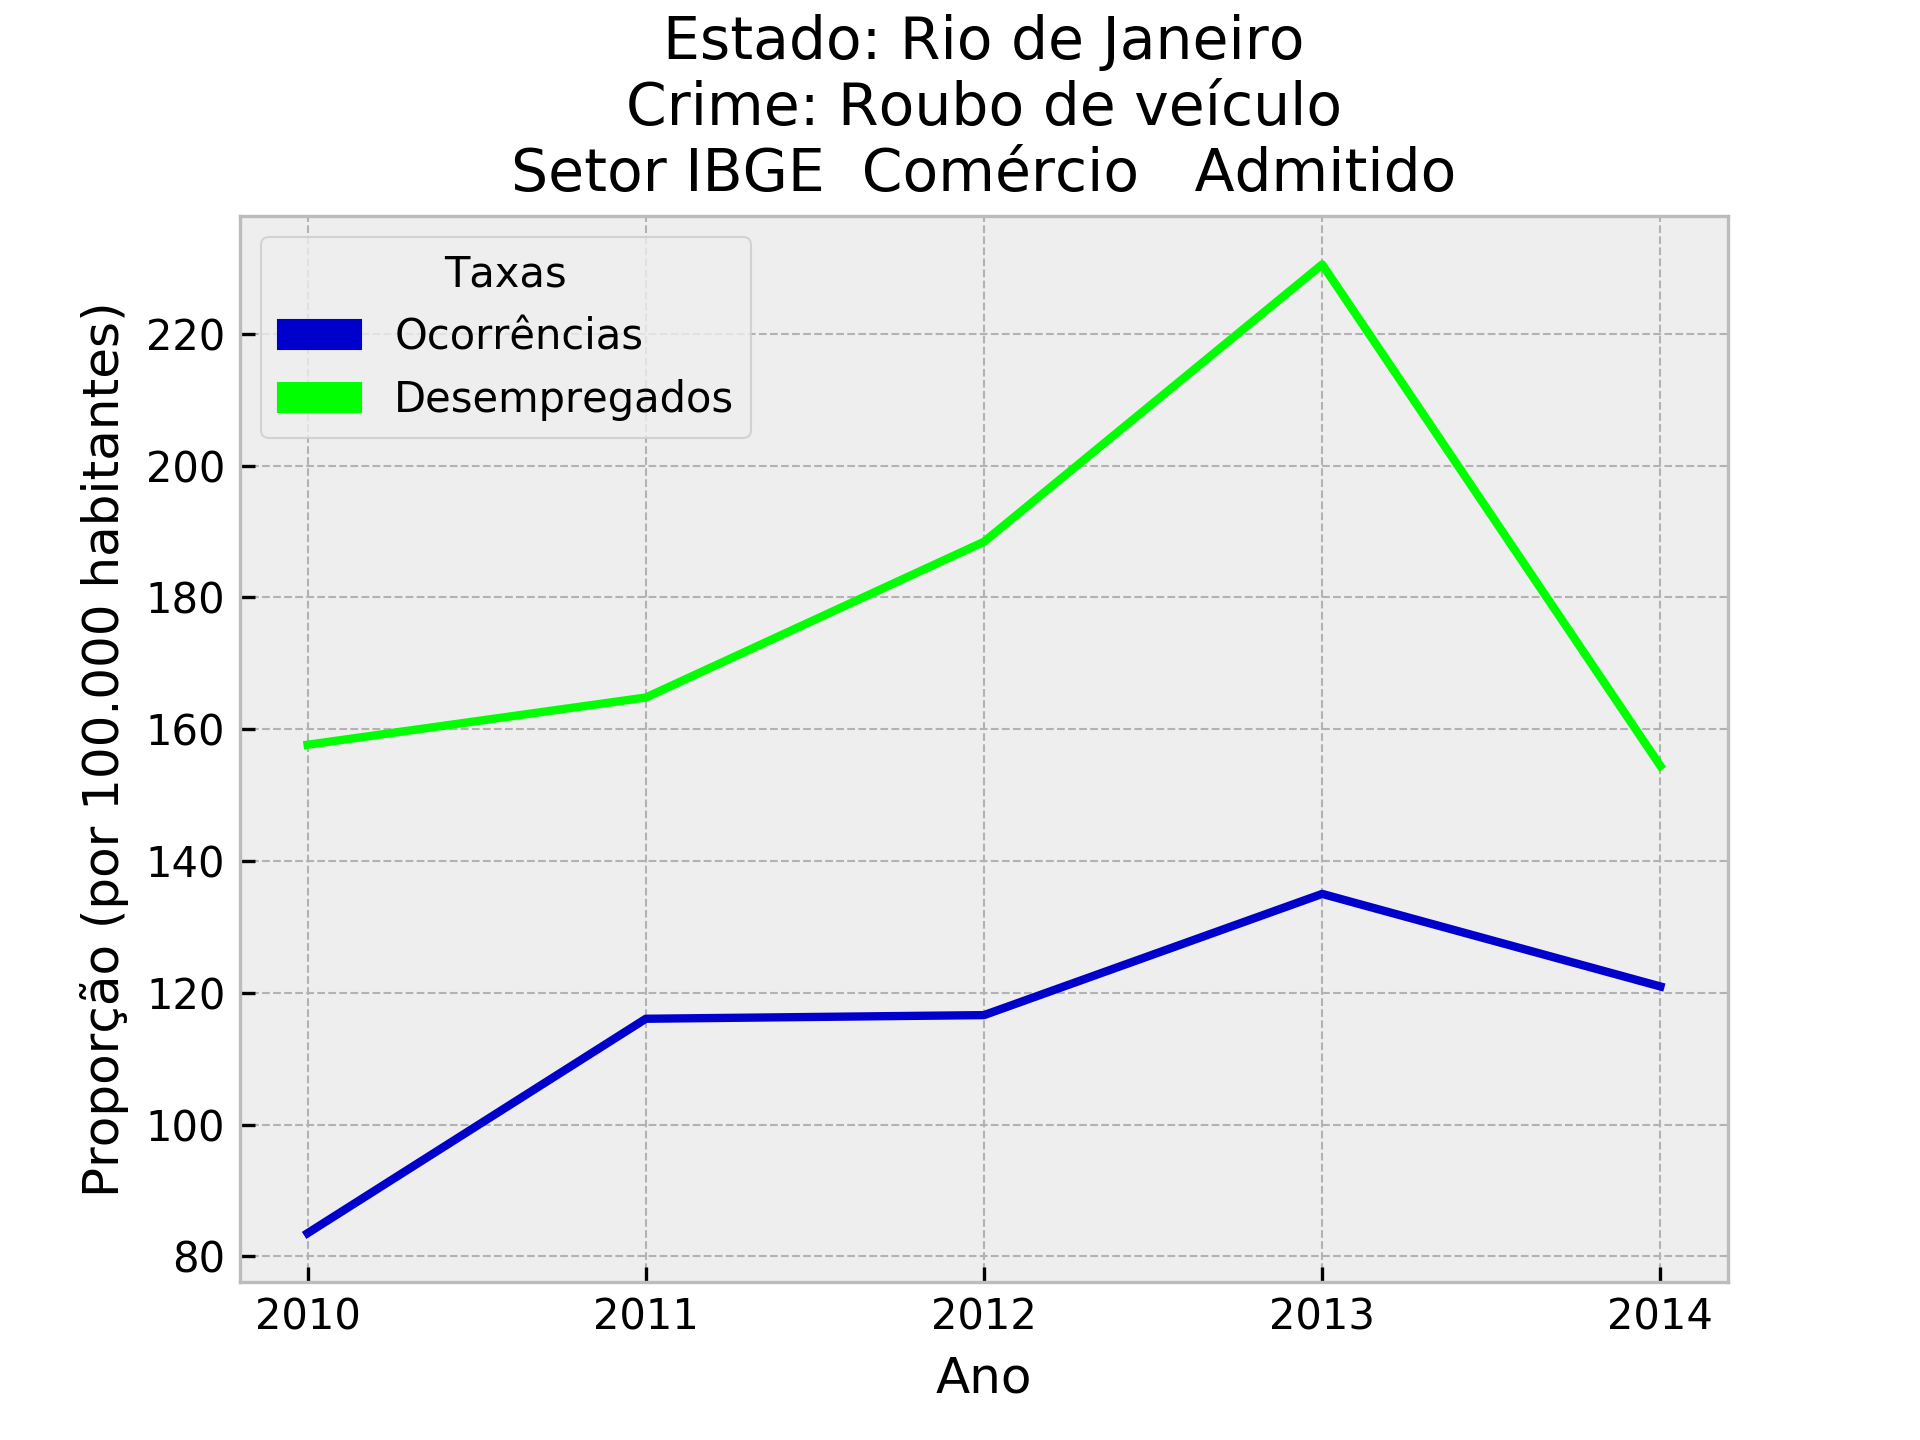 Estado: Rio de Janeiro
Crime: Roubo de veículo
Setor IBGE  Comércio   Admitido
Taxas
Ocorrências
Desempregados
Proporção (por 100.000 habitantes)
220
200
180
160
140
120
100
80
2010 2011 2012 2013 2014
Ano